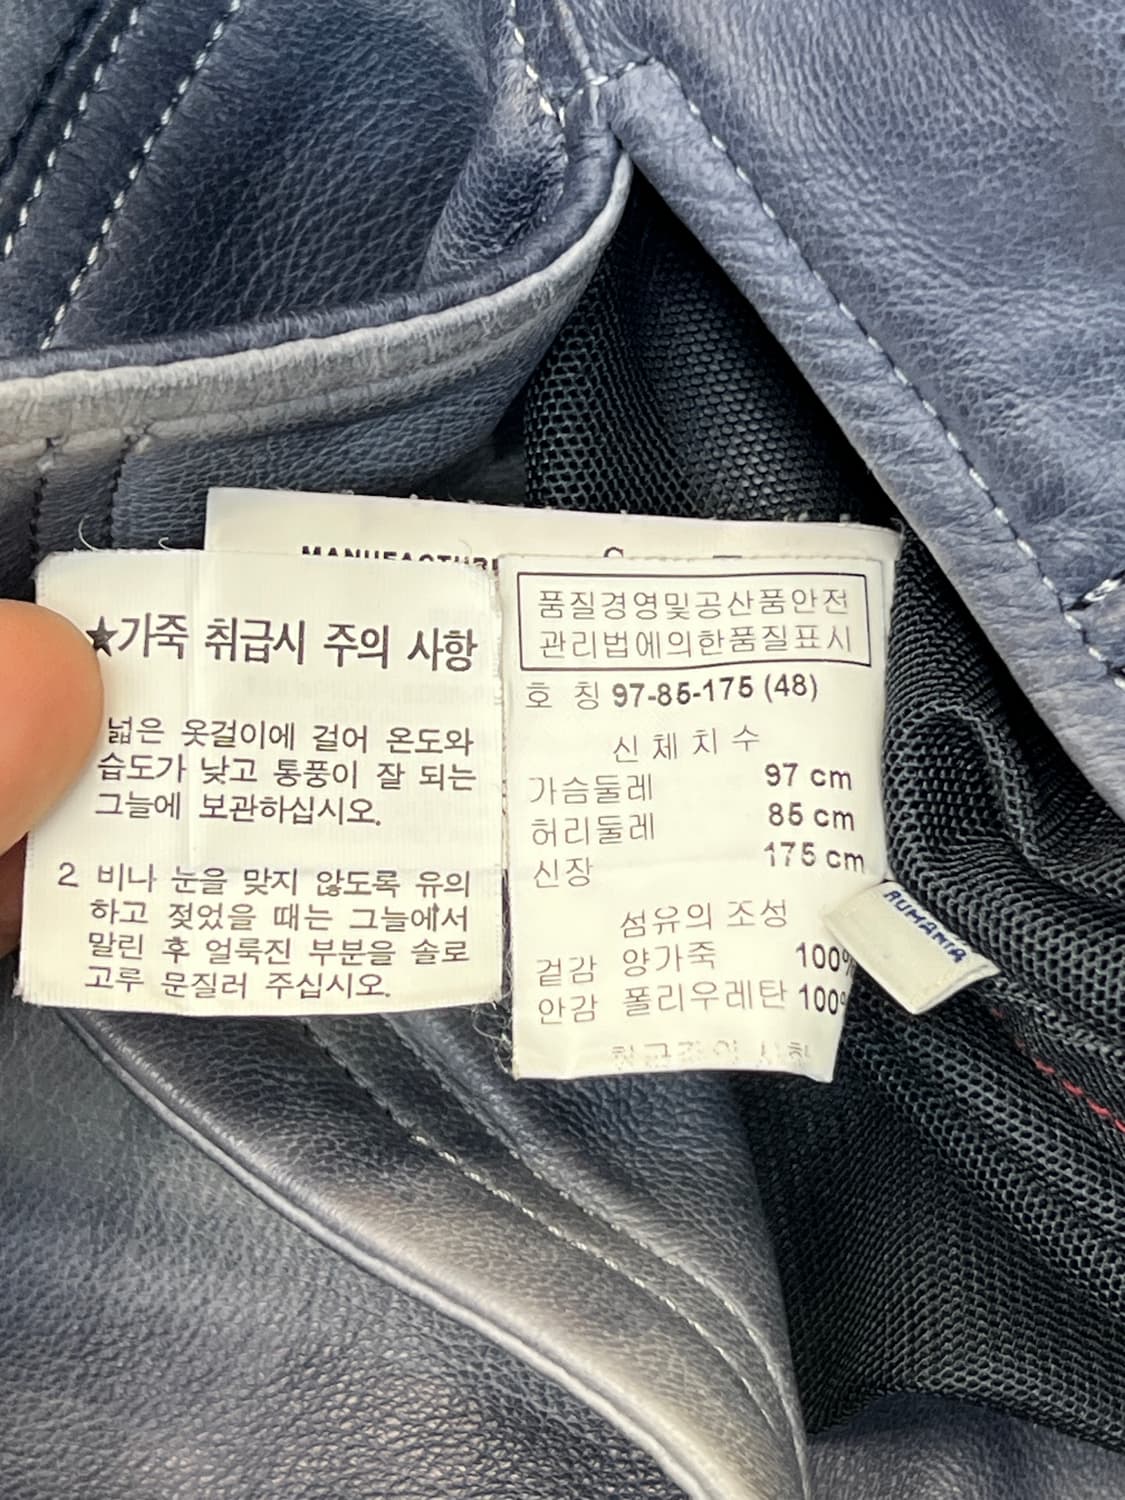 ★가죽 취급시 주의 사항
넓은 옷걸이에 걸어 온도와
습도가 낮고 통풍이 잘 되는
그늘에 보관하십시오.
2 비나 눈을 맞지 않도록 유의
하고 젖었을 때는 그늘에서
말린 후 얼룩진 부분을 솔로
고루 문질러 주십시오.
품질경영및공산품안전
관리법에의한품질표시
호 칭 97-85-175 (48)
신체치수
가슴둘레 97 cm
허리둘레 85 cm
신장 175 cm
섬유의 조성
겉감 양가죽 100%
안감 폴리우레탄 100%
RUMANIA